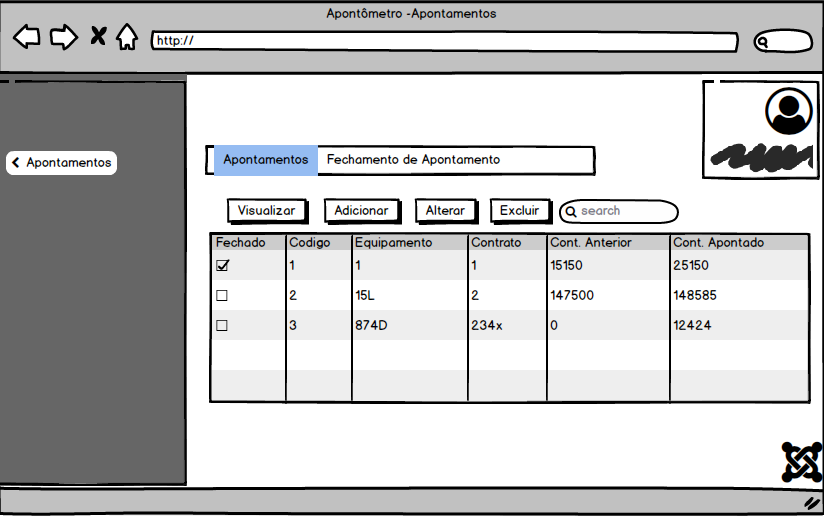 Apontômetro -Apontamentos
http://
Apontamentos
Apontamentos Fechamento de Apontamento
Visualizar Adicionar Alterar Excluir search
Fechado Codigo Equipamento Contrato Cont. Anterior Cont. Apontado
1 1 1 15150 25150
2 15L 2 147500 148585
3 874D 234x 0 12424